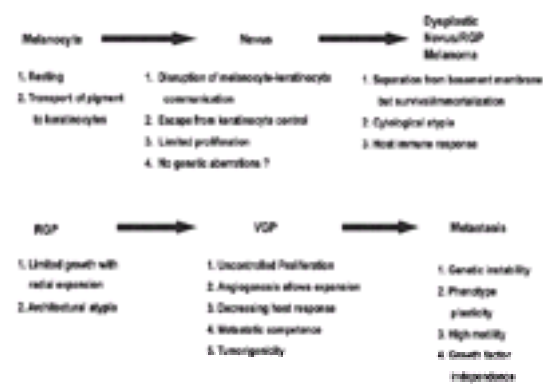 Dysplastic
Melanocyte Nevus Nevus/RGP
Melanoma
1. Resting
2. Transport of pigment
to keratinocytes
1. Disruption of melanocyte-keratinocyte
communication
2. Escape from keratinocyte control
3. Limited proliferation
4. No genetic aberrations ?
1. Separation from basement membrane
but survival/immortalization
2. Cytological atypia
3. Host immune response
RGP VGP Metastasis
1. Limited growth with
radial expansion
2. Architectural atypia
1. Uncontrolled Proliferation
2. Angiogenesis allows expansion
3. Decreasing host response
4. Metastatic competence
5. Tumorigenicity
1. Genetic instability
2. Phenotype
plasticity
3. High motility
4. Growth factor
independence